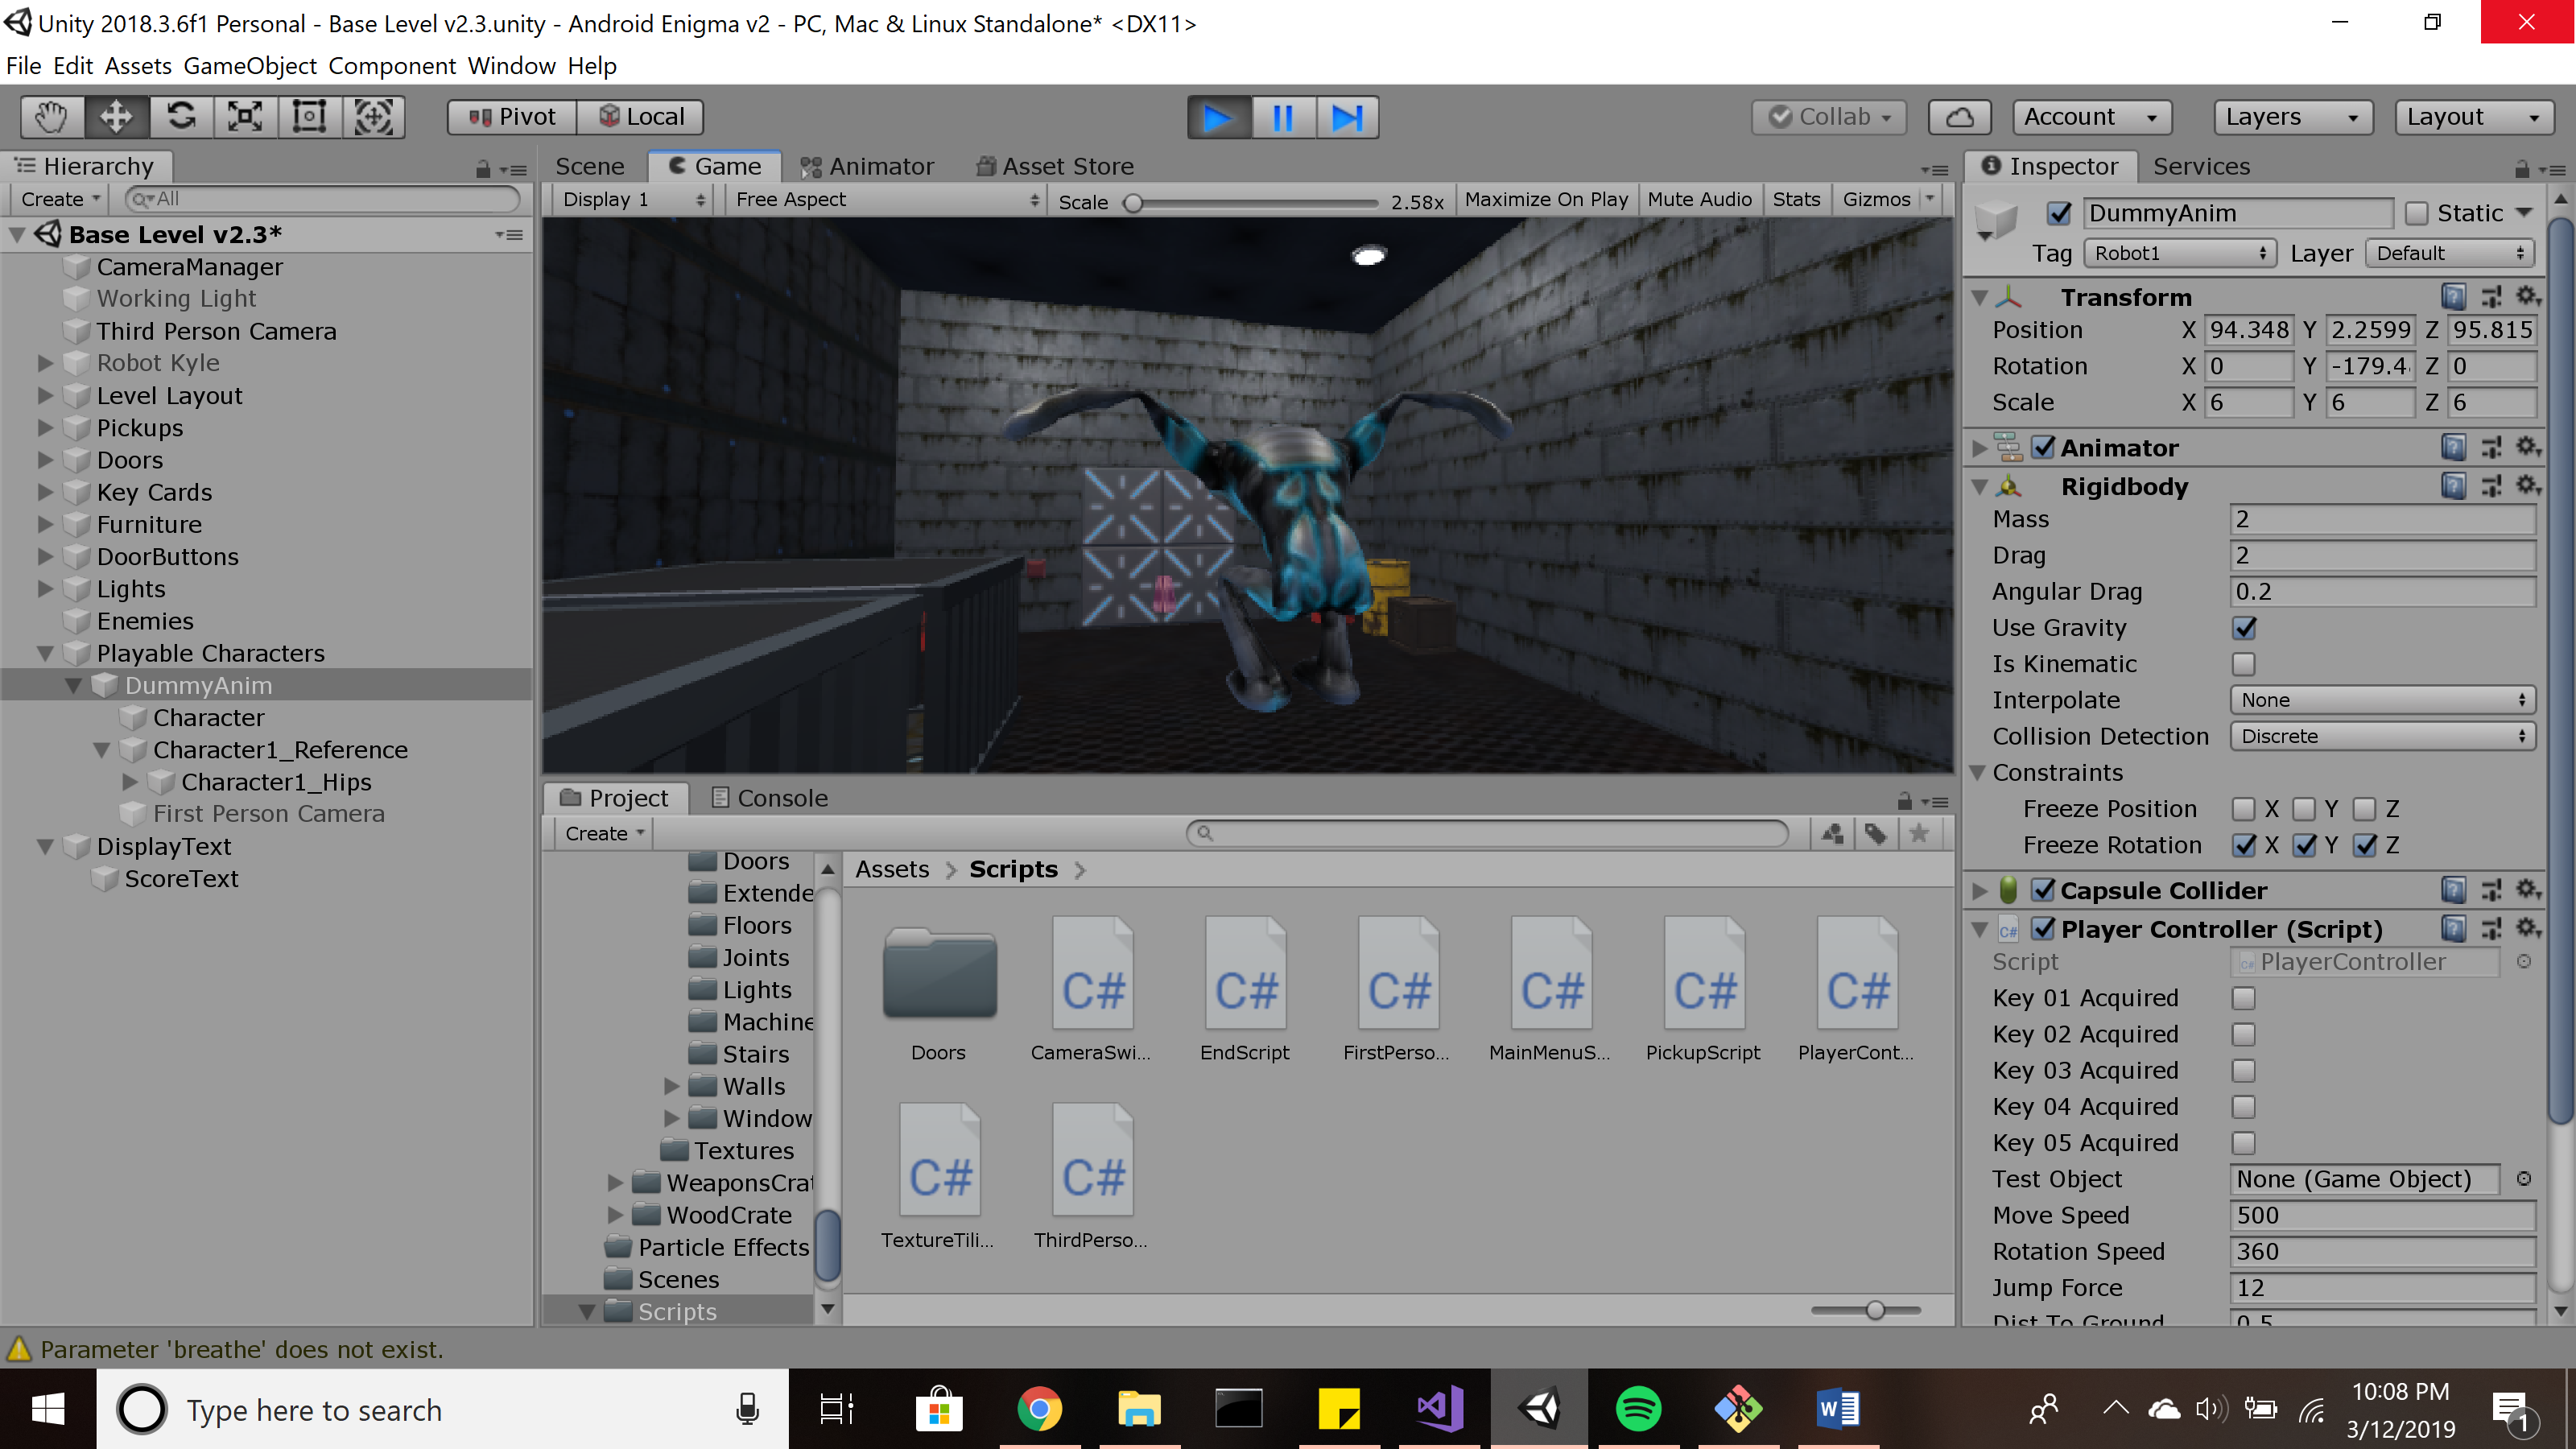 Unity 2018.3.6f1 Personal - Base Level v2.3.unity - Android Enigma v2 - PC, Mac & Linux Standalone* <DX11>
File Edit Assets GameObject Component Window Help
Pivot Local Collab Account Layers Layout
Hierarchy
Create All
Base Level v2.3*
CameraManager
Working Light
Third Person Camera
Robot Kyle
Level Layout
Pickups
Doors
Key Cards
Furniture
DoorButtons
Lights
Enemies
Playable Characters
DummyAnim
Character
Character1_Reference
Character1_Hips
First Person Camera
DisplayText
ScoreText
Scene Game Animator Asset Store
Display 1 Free Aspect Scale 2.58x Maximize On Play Mute Audio Stats Gizmos
Project Console
Create
Doors
Extende
Floors
Joints
Lights
Machine
Stairs
Walls
Window
Textures
WeaponsCrat
WoodCrate
Particle Effects
Scenes
Scripts
Assets > Scripts >
C# C# C# C# C# C#
Doors CameraSwi... EndScript FirstPerso... MainMenuS... PickupScript PlayerCont...
C# C#
TextureTili... ThirdPerso...
Inspector Services
DummyAnim Static
Tag Robot1 Layer Default
Transform
Position X 94.348 Y 2.2599 Z 95.815
Rotation X 0 Y -179.4 Z 0
Scale X 6 Y 6 Z 6
Animator
Rigidbody
Mass 2
Drag 2
Angular Drag 0.2
Use Gravity
Is Kinematic
Interpolate None
Collision Detection Discrete
Constraints
Freeze Position X Y Z
Freeze Rotation X Y Z
Capsule Collider
C# Player Controller (Script)
Script C# PlayerController
Key 01 Acquired
Key 02 Acquired
Key 03 Acquired
Key 04 Acquired
Key 05 Acquired
Test Object None (Game Object)
Move Speed 500
Rotation Speed 360
Jump Force 12
Dist To Ground 0.5
Parameter 'breathe' does not exist.
Type here to search
10:08 PM
3/12/2019
1